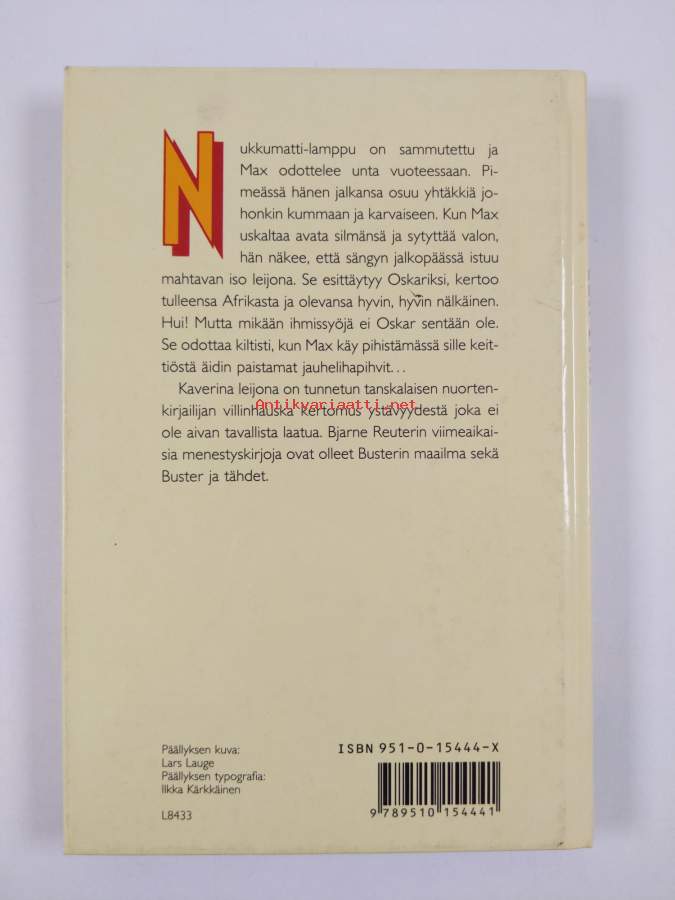 Nukkumatti-lamppu on sammutettu ja
Max odottelee unta vuoteessaan. Pi-
meässä hänen jalkansa osuu yhtäkkiä jo-
honkin kummaan ja karvaiseen. Kun Max
uskaltaa avata silmänsä ja sytyttää valon,
hän näkee, että sängyn jalkopäässä istuu
mahtavan iso leijona. Se esittäytyy Oskariksi, kertoo
tulleensa Afrikasta ja olevansa hyvin, hyvin nälkäinen.
Hui! Mutta mikään ihmissyöjä ei Oskar sentään ole.
Se odottaa kiltisti, kun Max käy pihistämässä sille keit-
tiöstä äidin paistamat jauhelihapihvit...
Kaverina leijona on tunnetun tanskalaisen nuorten-
Antikvariaatti.net
kirjailijan villinhauska kertomus ystävyydestä joka ei
ole aivan tavallista laatua. Bjarne Reuterin viimeaikai-
sia menestyskirjoja ovat olleet Busterin maailma sekä
Buster ja tähdet.
Päällyksen kuva:
Lars Lauge
Päällyksen typografia:
Ilkka Kärkkäinen
L8433
ISBN 951-0-15444-X
9 789510 154441